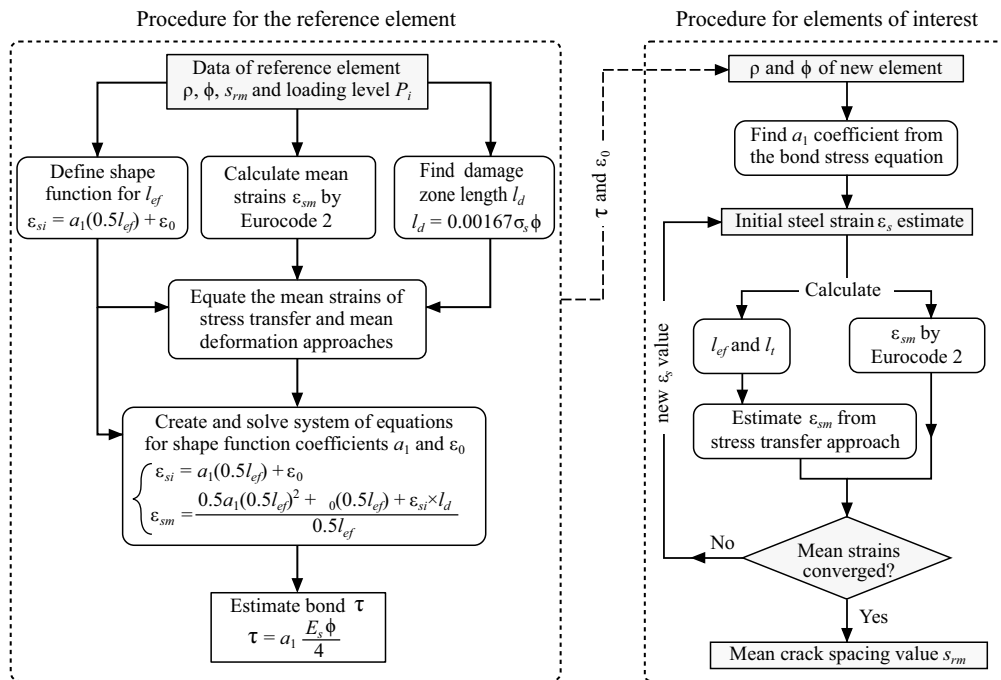 Procedure for the reference element
Data of reference element
ρ, ϕ, s_rm and loading level P_i
Define shape
function for l_ef
ε_si = a_1(0.5l_ef) + ε_0
Calculate mean
strains ε_sm by
Eurocode 2
Find damage
zone length l_d
l_d = 0.00167σ_sϕ
Equate the mean strains of
stress transfer and mean
deformation approaches
Create and solve system of equations
for shape function coefficients a_1 and ε_0
ε_si = a_1(0.5l_ef) + ε_0
ε_sm = 0.5a_1(0.5l_ef)^2 + _0(0.5l_ef) + ε_si×l_d
0.5l_ef
Estimate bond τ
τ = a_1 E_sϕ
4
τ and ε_0
Procedure for elements of interest
ρ and ϕ of new element
Find a_1 coefficient from
the bond stress equation
Initial steel strain ε_s estimate
Calculate
l_ef and l_t
ε_sm by
Eurocode 2
Estimate ε_sm from
stress transfer approach
new ε_s value
No
Mean strains
converged?
Yes
Mean crack spacing value s_rm